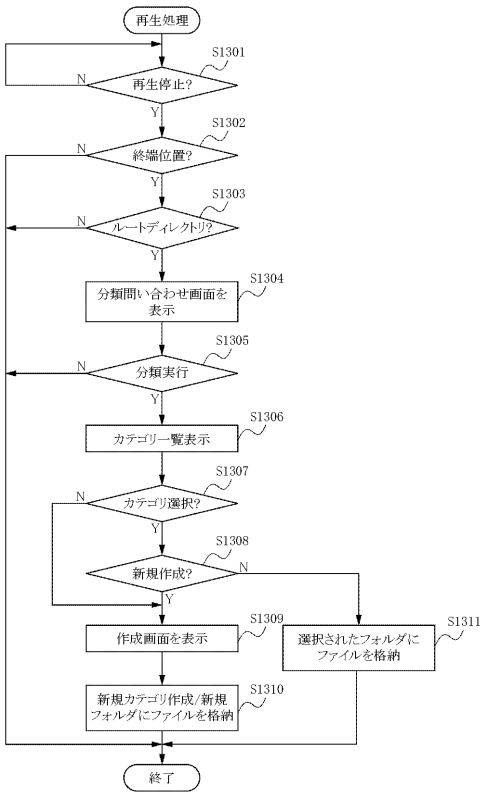 再生処理
S1301
再生停止?
N
Y
S1302
終端位置?
N
Y
S1303
ルートディレクトリ?
N
Y
S1304
分類問い合わせ画面を
表示
S1305
分類実行
N
Y
S1306
カテゴリ一覧表示
S1307
カテゴリ選択?
N
Y
S1308
新規作成?
N
Y
S1309
作成画面を表示
S1311
選択されたフォルダに
ファイルを格納
S1310
新規カテゴリ作成/新規
フォルダにファイルを格納
終了